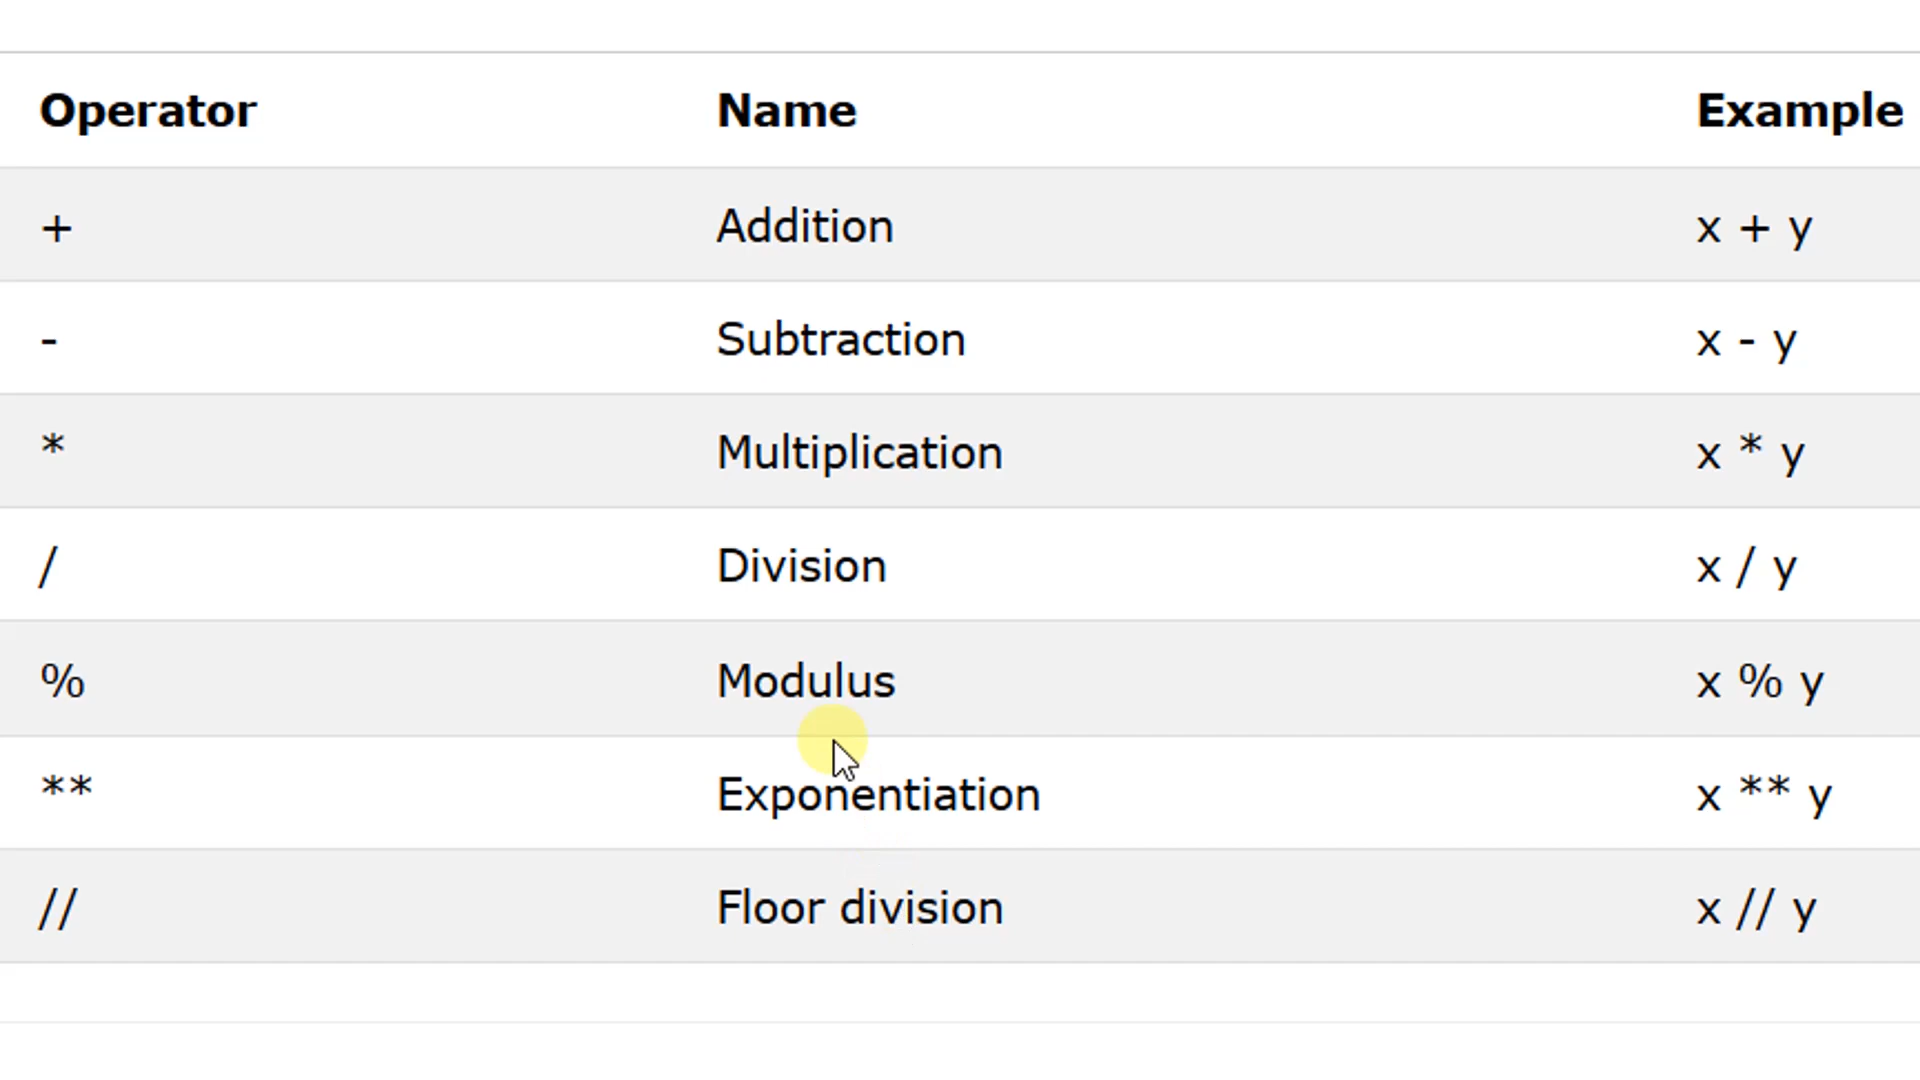 Operator Name Example
+ Addition x + y
- Subtraction x - y
* Multiplication x * y
/ Division x / y
% Modulus x % y
** Exponentiation x ** y
// Floor division x // y